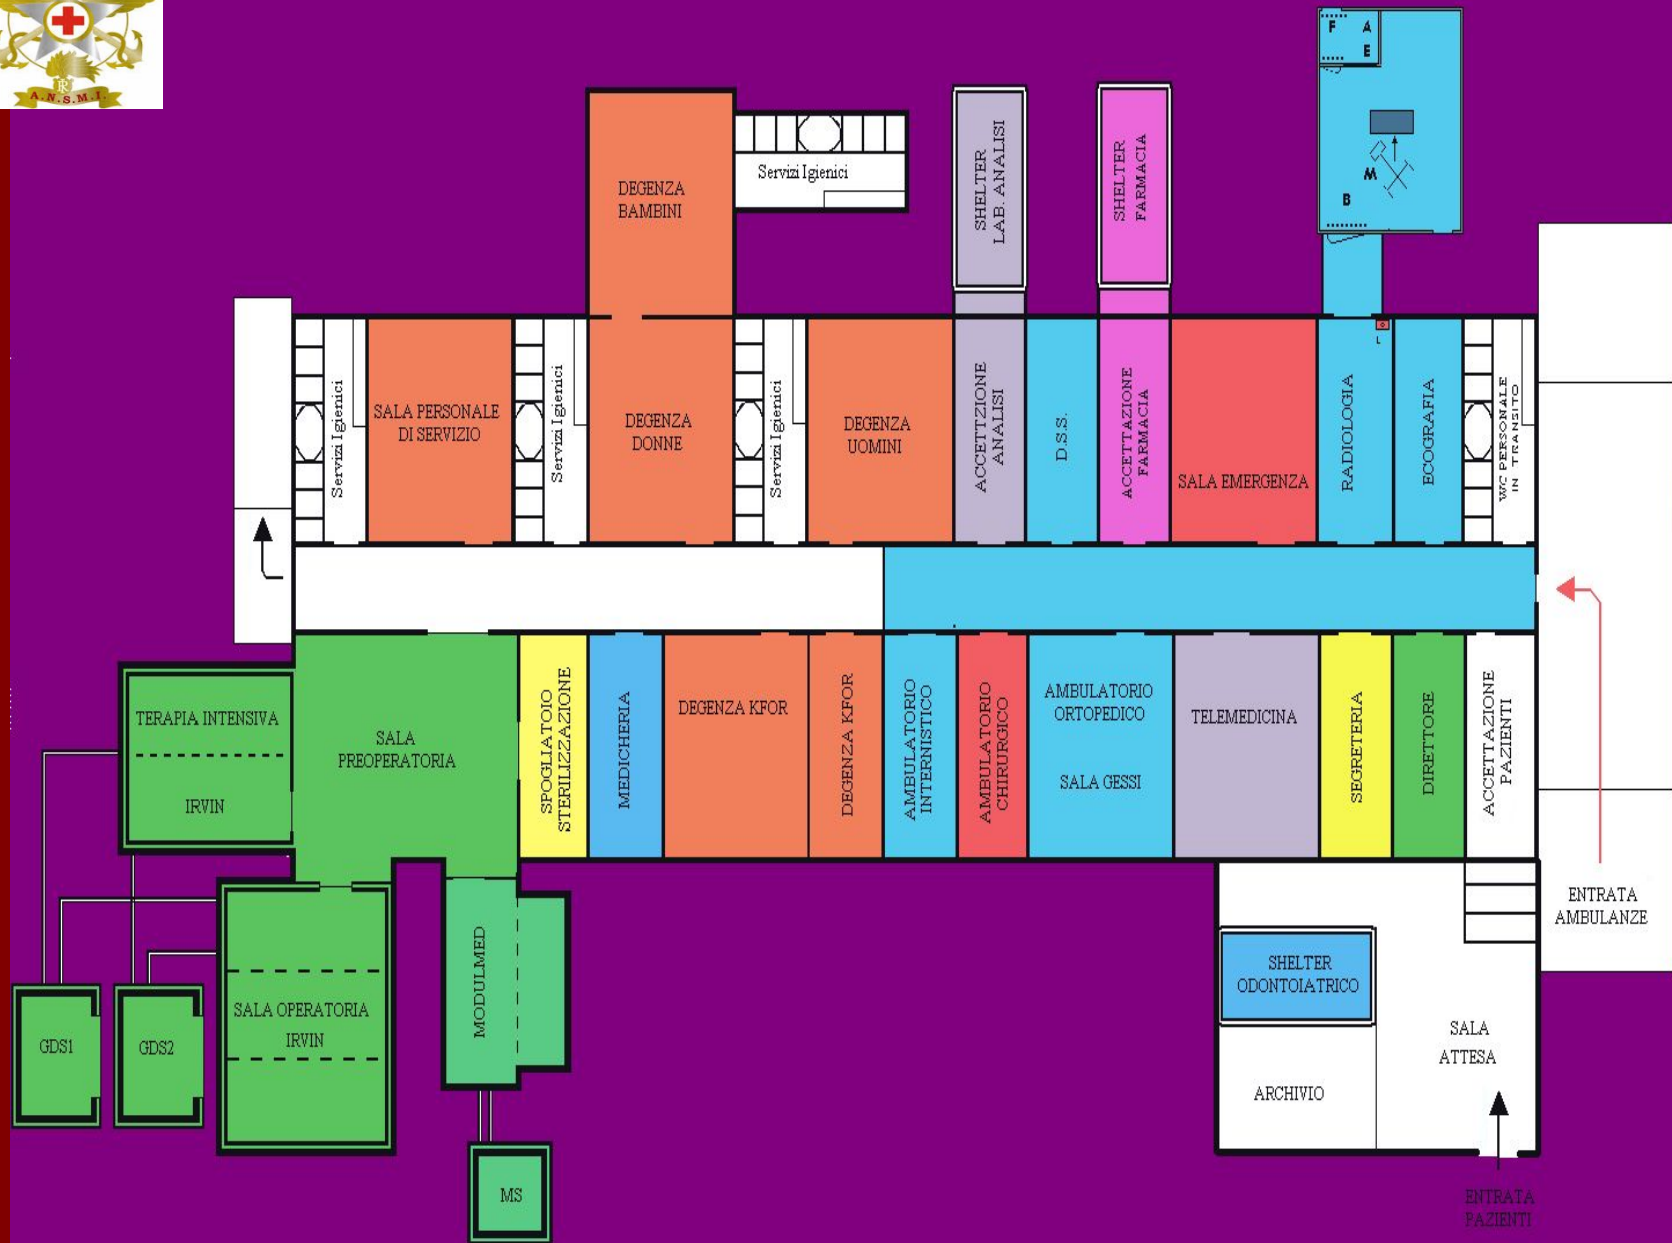 A.N.S.M.I.
F A
E
M
B
DEGENZA
BAMBINI
Servizi Igienici
SHELTER
LAB. ANALISI
SHELTER
FARMACIA
Servizi Igienici
SALA PERSONALE
DI SERVIZIO
Servizi Igienici
DEGENZA
DONNE
Servizi Igienici
DEGENZA
UOMINI
ACCETTZIONE
ANALISI
D.S.S.
ACCETTAZIONE
FARMACIA
SALA EMERGENZA
RADIOLOGIA
L
ECOGRAFIA
WC PERSONALE
IN TRANSITO
TERAPIA INTENSIVA
IRVIN
SALA
PREOPERATORIA
SPOGLIATOIO
STERILIZZAZIONE
MEDICHERIA
DEGENZA KFOR
DEGENZA KFOR
AMBULATORIO
INTERNISTICO
AMBULATORIO
CHIRURGICO
AMBULATORIO
ORTOPEDICO
SALA GESSI
TELEMEDICINA
SEGRETERIA
DIRETTORE
ACCETTAZIONE
PAZIENTI
ENTRATA
AMBULANZE
GDS1
GDS2
SALA OPERATORIA
IRVIN
MODULMED
MS
SHELTER
ODONTOIATRICO
ARCHIVIO
SALA
ATTESA
ENTRATA
PAZIENTI